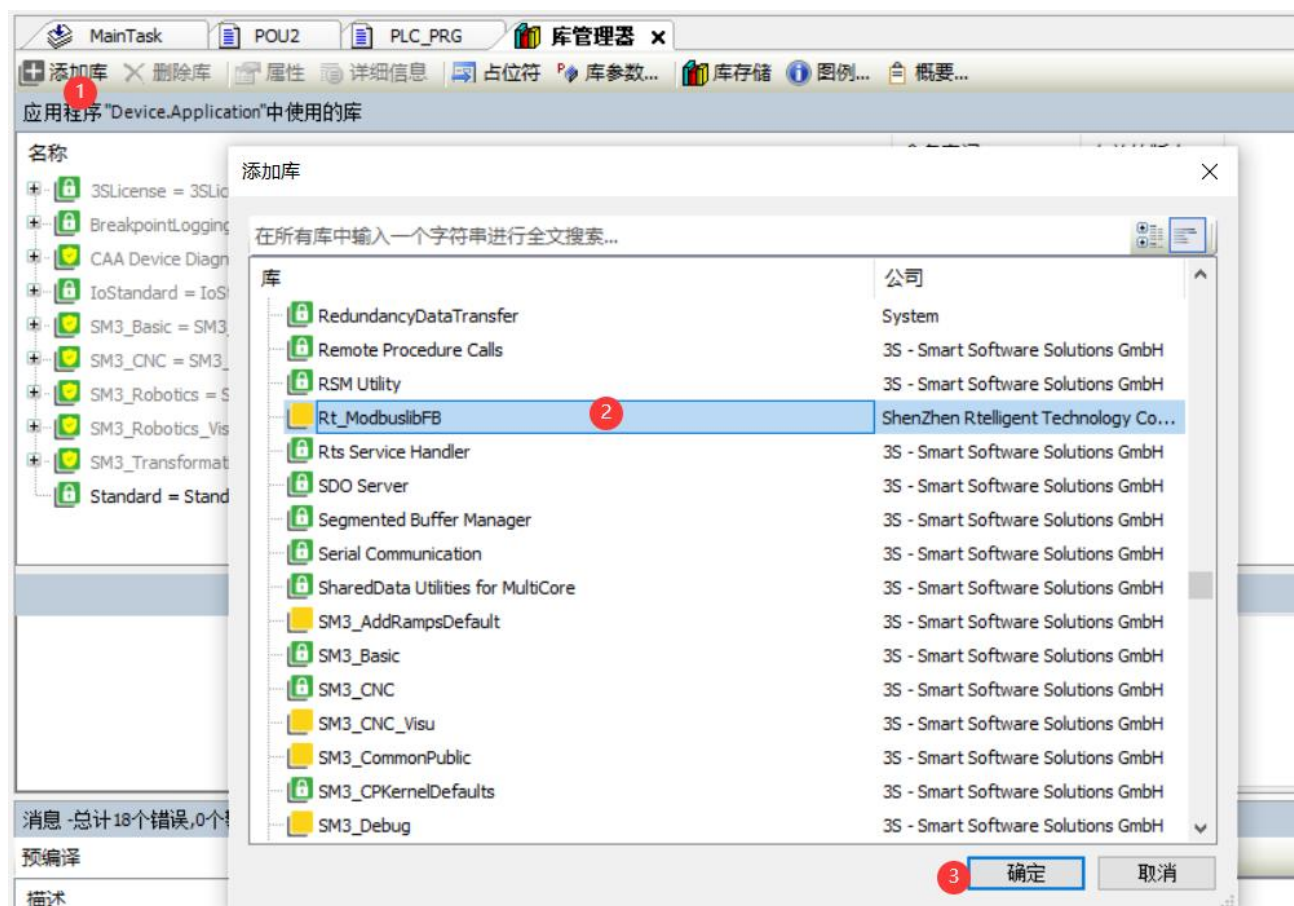 MainTask POU2 PLC_PRG 库管理器
添加库 删除库 属性 详细信息 占位符 库参数... 库存储 图例... 概要...
1
应用程序"Device.Application"中使用的库
名称
3SLicense = 3SLic
BreakpointLogging
CAA Device Diagn
IoStandard = IoS
SM3_Basic = SM3_
SM3_CNC = SM3_
SM3_Robotics = S
SM3_Robotics_Vis
SM3_Transformat
Standard = Stand
添加库
在所有库中输入一个字符串进行全文搜索...
库 公司
RedundancyDataTransfer System
Remote Procedure Calls 3S - Smart Software Solutions GmbH
RSM Utility 3S - Smart Software Solutions GmbH
Rt_ModbuslibFB 2 ShenZhen Rtelligent Technology Co...
Rts Service Handler 3S - Smart Software Solutions GmbH
SDO Server 3S - Smart Software Solutions GmbH
Segmented Buffer Manager 3S - Smart Software Solutions GmbH
Serial Communication 3S - Smart Software Solutions GmbH
SharedData Utilities for MultiCore 3S - Smart Software Solutions GmbH
SM3_AddRampsDefault 3S - Smart Software Solutions GmbH
SM3_Basic 3S - Smart Software Solutions GmbH
SM3_CNC 3S - Smart Software Solutions GmbH
SM3_CNC_Visu 3S - Smart Software Solutions GmbH
SM3_CommonPublic 3S - Smart Software Solutions GmbH
SM3_CPKernelDefaults 3S - Smart Software Solutions GmbH
SM3_Debug 3S - Smart Software Solutions GmbH
3 确定 取消
消息 -总计18个错误,0个
预编译
描述